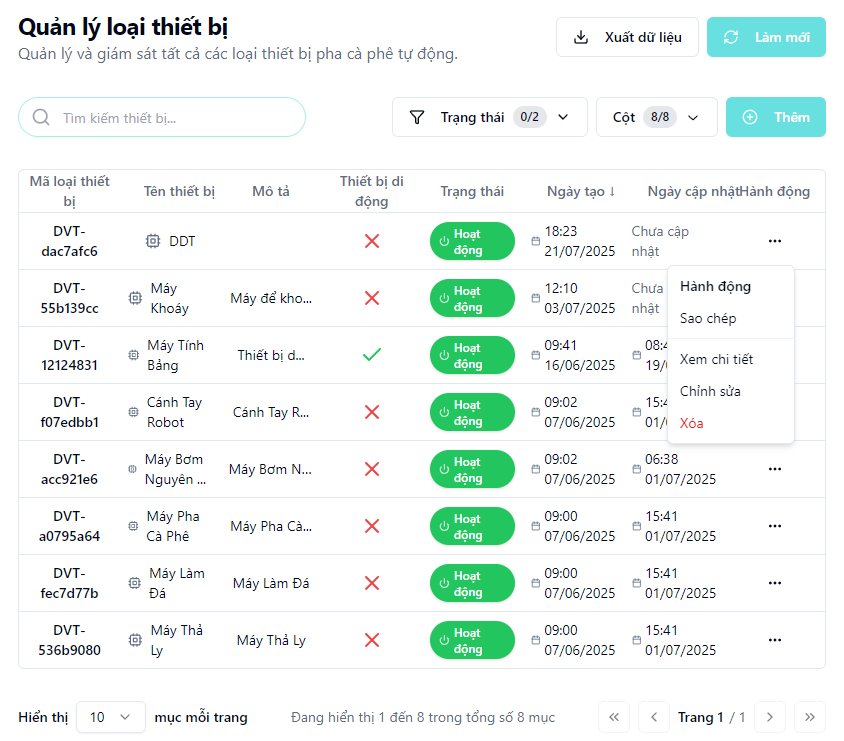 Quản lý loại thiết bị
Quản lý và giám sát tất cả các loại thiết bị pha cà phê tự động.
Xuất dữ liệu
Làm mới
Tìm kiếm thiết bị...
Trạng thái 0/2
Cột 8/8
Thêm
Mã loại thiết
bị
Tên thiết bị
Mô tả
Thiết bị di
động
Trạng thái
Ngày tạo ↓
Ngày cập nhật
Hành động
DVT-
dac7afc6
DDT
Hoạt
động
18:23
21/07/2025
Chưa cập
nhật
DVT-
55b139cc
Máy
Khoáy
Máy để kho...
Hoạt
động
12:10
03/07/2025
Chưa
nhật
DVT-
12124831
Máy Tính
Bảng
Thiết bị d...
Hoạt
động
09:41
16/06/2025
08:4
19/0
DVT-
f07edbb1
Cánh Tay
Robot
Cánh Tay R...
Hoạt
động
09:02
07/06/2025
15:4
01/0
DVT-
acc921e6
Máy Bơm
Nguyên ...
Máy Bơm N...
Hoạt
động
09:02
07/06/2025
06:38
01/07/2025
DVT-
a0795a64
Máy Pha
Cà Phê
Máy Pha Cà...
Hoạt
động
09:00
07/06/2025
15:41
01/07/2025
DVT-
fec7d77b
Máy Làm
Đá
Máy Làm Đá
Hoạt
động
09:00
07/06/2025
15:41
01/07/2025
DVT-
536b9080
Máy Thả
Ly
Máy Thả Ly
Hoạt
động
09:00
07/06/2025
15:41
01/07/2025
Hành động
Sao chép
Xem chi tiết
Chỉnh sửa
Xóa
Hiển thị 10 mục mỗi trang
Đang hiển thị 1 đến 8 trong tổng số 8 mục
Trang 1 / 1